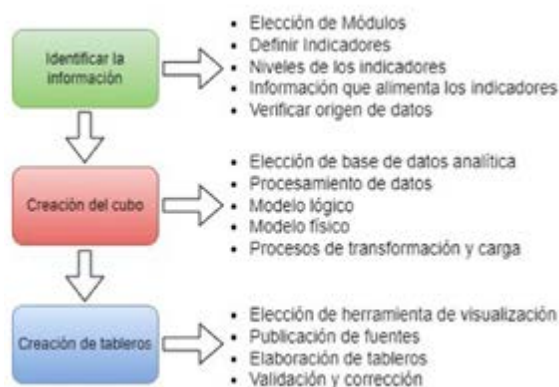 Identificar la
información
• Elección de Módulos
• Definir Indicadores
• Niveles de los indicadores
• Información que alimenta los indicadores
• Verificar origen de datos
Creación del cubo
• Elección de base de datos analítica
• Procesamiento de datos
• Modelo lógico
• Modelo físico
• Procesos de transformación y carga
Creación de tableros
• Elección de herramienta de visualización
• Publicación de fuentes
• Elaboración de tableros
• Validación y corrección